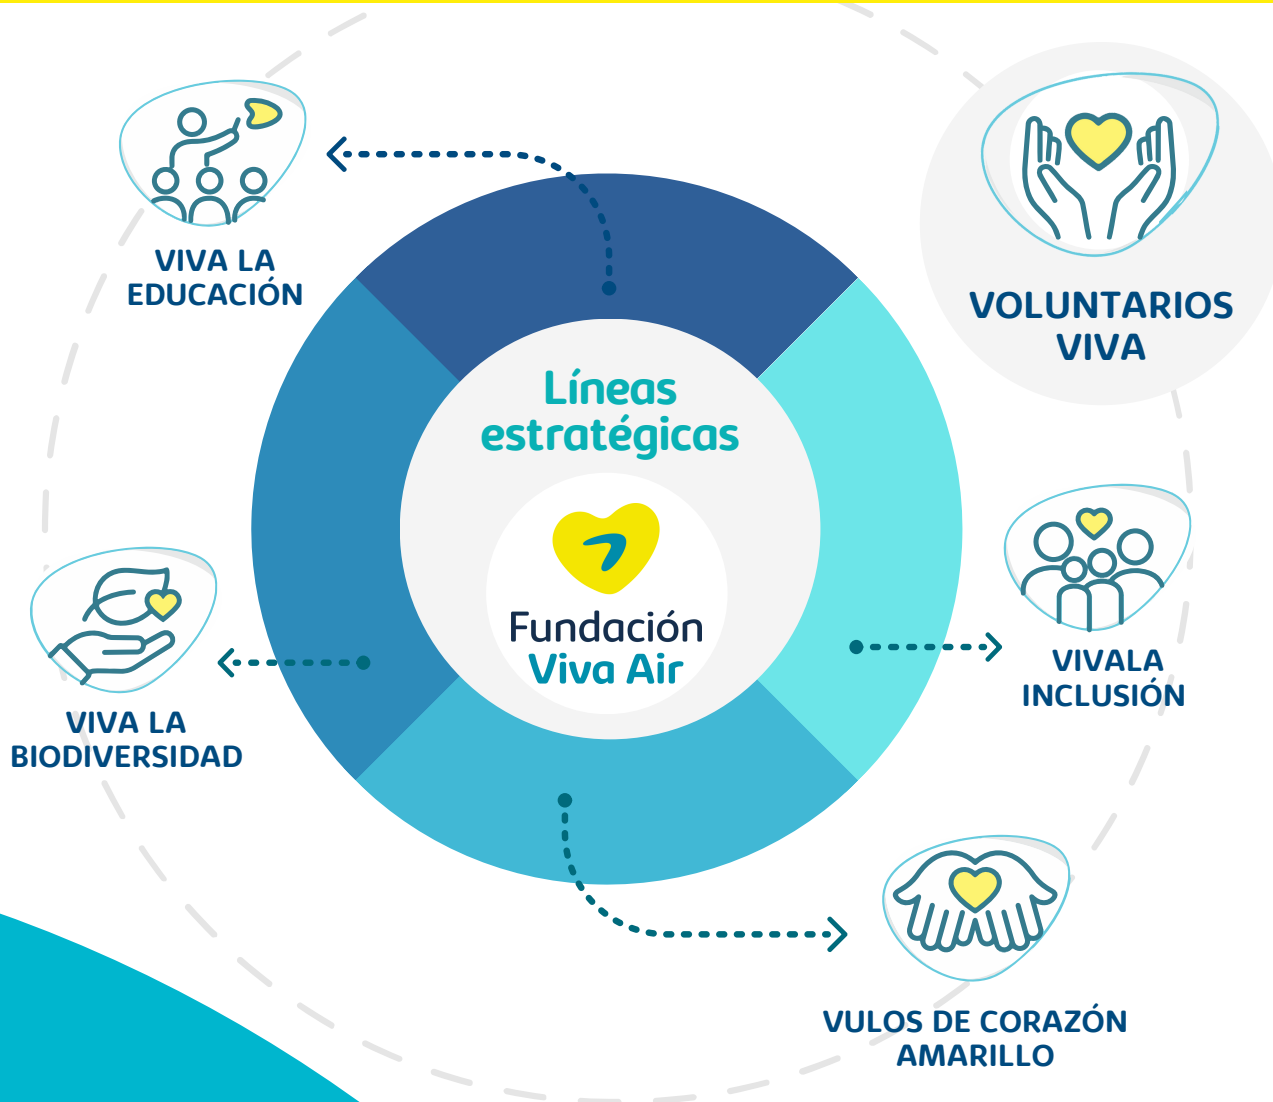 VIVA LA
EDUCACIÓN
VOLUNTARIOS
VIVA
Líneas
estratégicas
Fundación
Viva Air
VIVALA
INCLUSIÓN
VIVA LA
BIODIVERSIDAD
VULOS DE CORAZÓN
AMARILLO